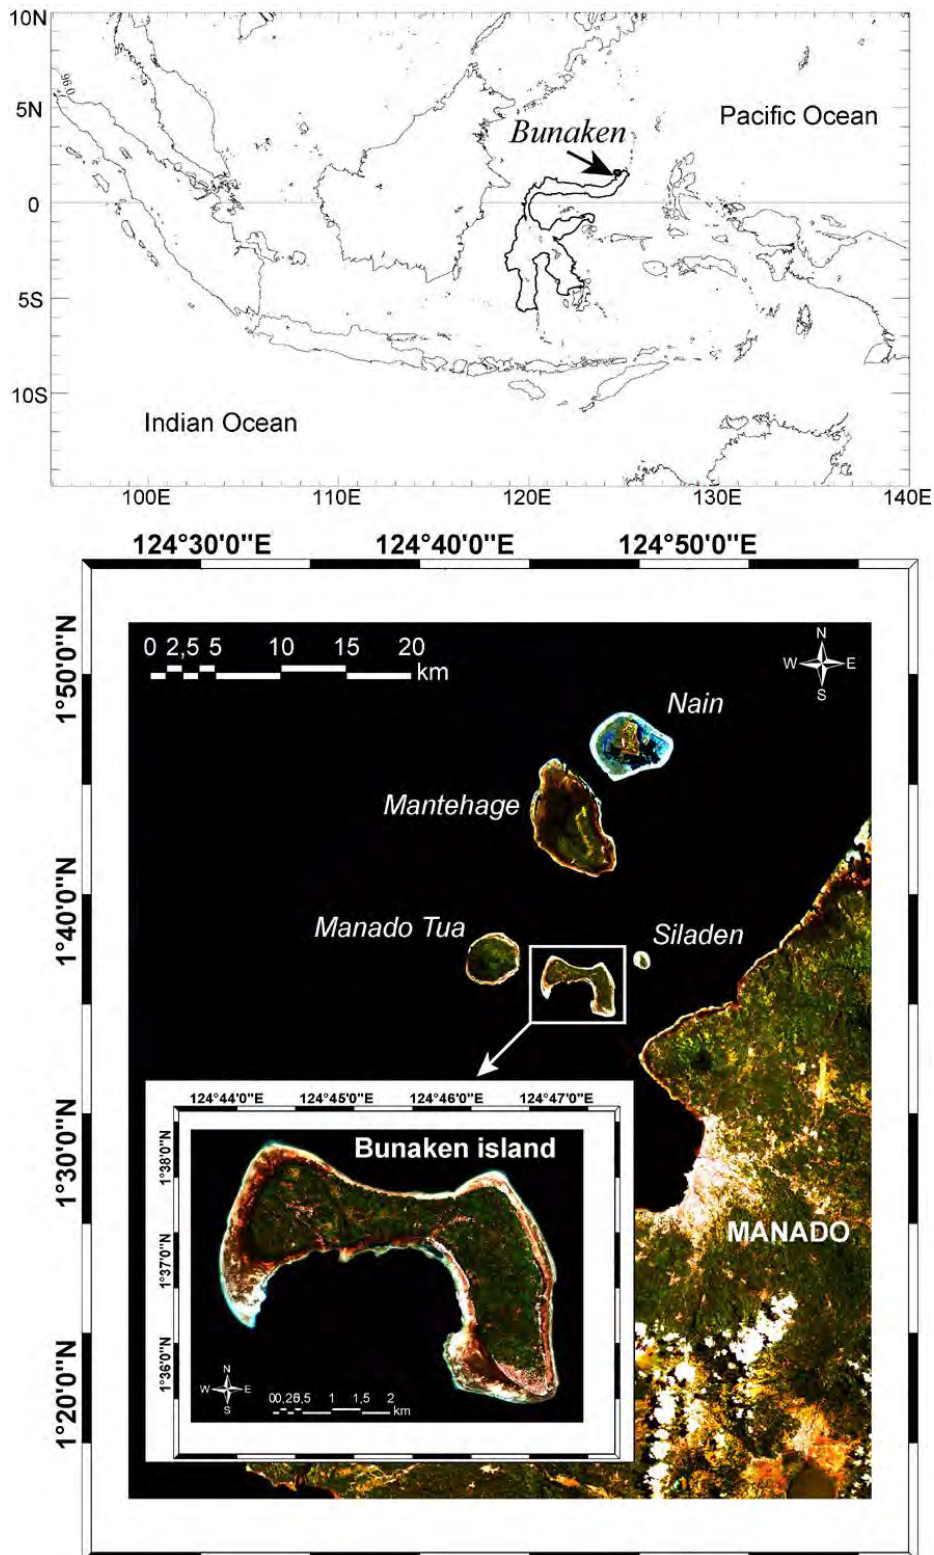 10N
5N
0
5S
10S
0.96
Bunaken
Pacific Ocean
Indian Ocean
100E 110E 120E 130E 140E
124°30'0"E 124°40'0"E 124°50'0"E
1°50'0"N
1°40'0"N
1°30'0"N
1°20'0"N
0 2,5 5 10 15 20
km
N
W E
S
Nain
Mantehage
Manado Tua
Siladen
MANADO
124°44'0"E 124°45'0"E 124°46'0"E 124°47'0"E
1°38'0"N
1°37'0"N
1°36'0"N
Bunaken island
N
W E
S
1 1,5 2
km